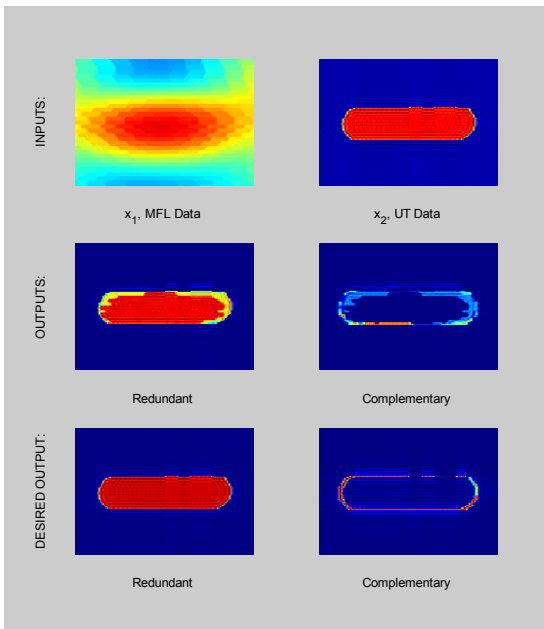 INPUTS:
x1, MFL Data
x2, UT Data
OUTPUTS:
Redundant
Complementary
DESIRED OUTPUT:
Redundant
Complementary